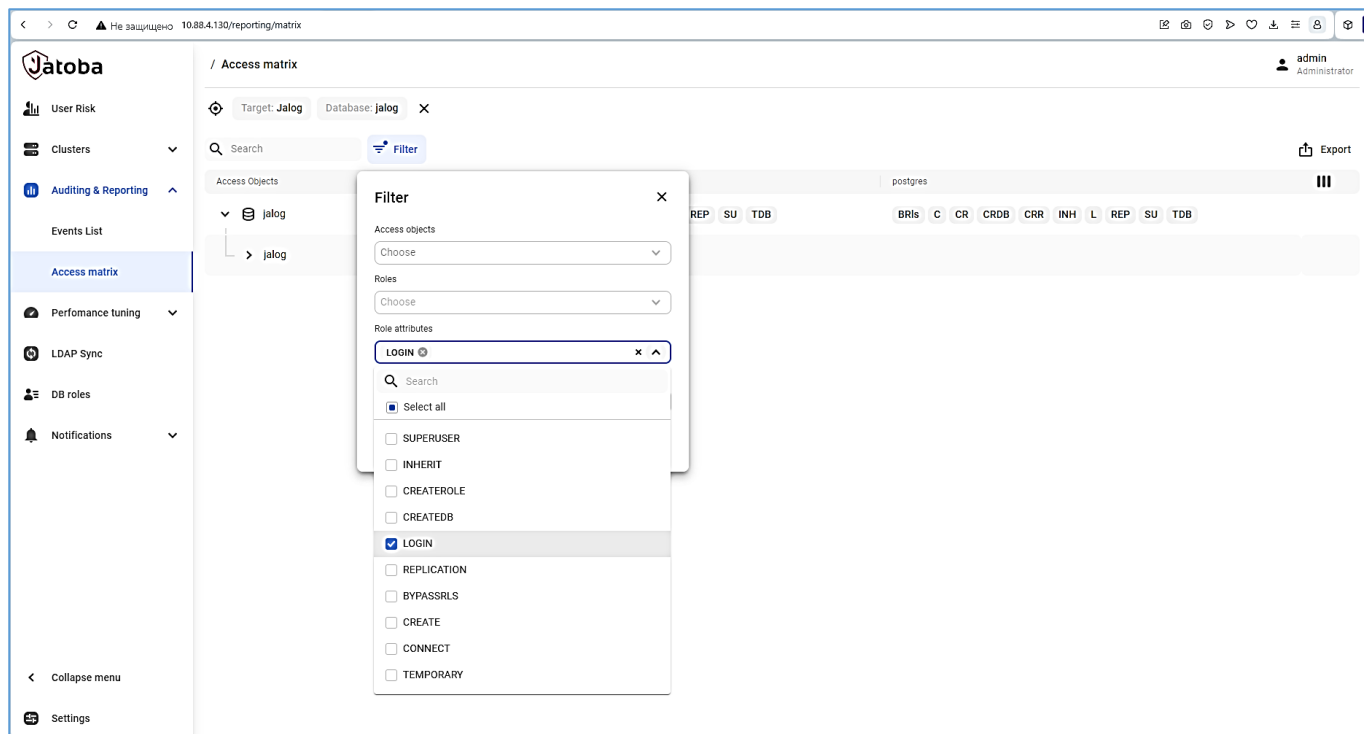 Не защищено 10.88.4.130/reporting/matrix
Jatoba
/ Access matrix
admin
Administrator
User Risk
Target: Jalog Database: jalog
Clusters
Search Filter Export
Auditing & Reporting
Access Objects postgres
Filter
Events List
jalog REP SU TDB BRls C CR CRDB CRR INH L REP SU TDB
Access objects
Choose
Access matrix
jalog
Roles
Choose
Perfomance tuning
Role attributes
LDAP Sync
LOGIN
Search
DB roles
Select all
Notifications
SUPERUSER
INHERIT
CREATEROLE
CREATEDB
LOGIN
REPLICATION
BYPASSRLS
CREATE
CONNECT
TEMPORARY
Collapse menu
Settings